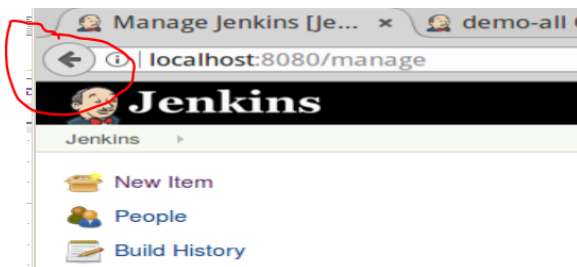 Manage Jenkins [Je... × demo-all
localhost:8080/manage
Jenkins
Jenkins
New Item
People
Build History